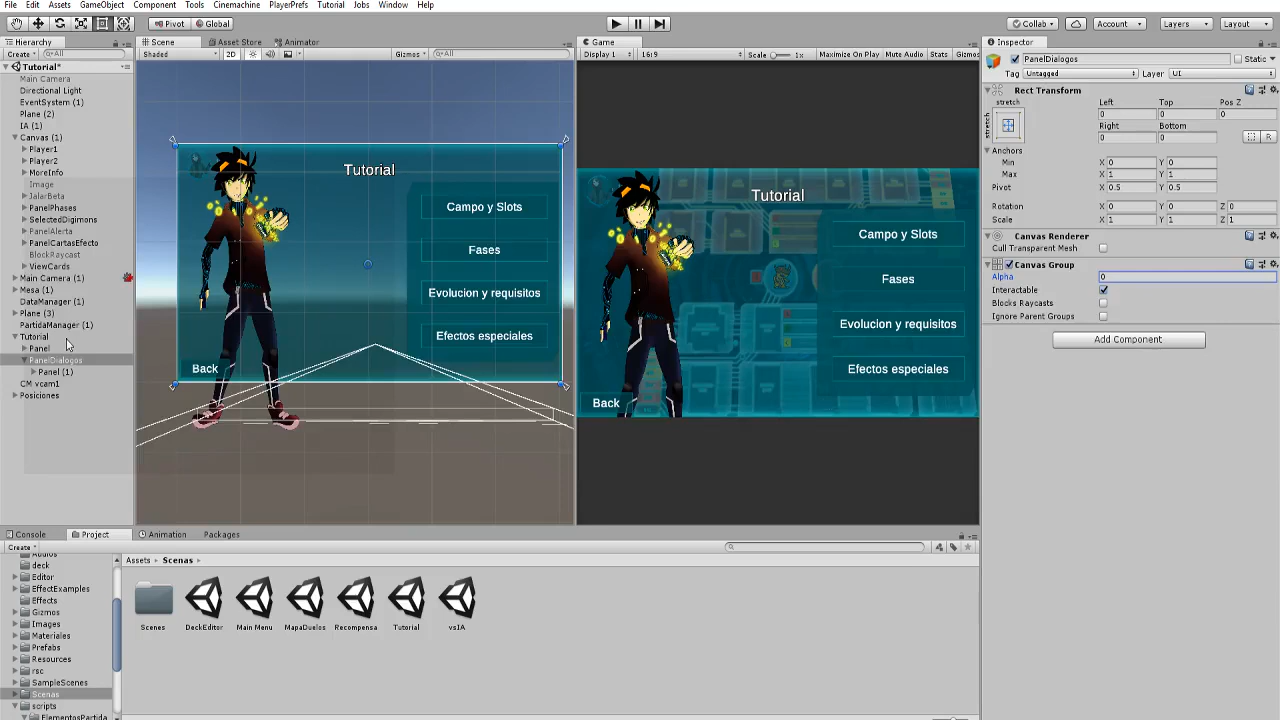 File Edit Assets GameObject Component Tools Cinemachine PlayerPrefs Tutorial Jobs Window Help
Pivot Global Collab Account Layers Layout
Hierarchy
Create All
Tutorial*
Main Camera
Directional Light
EventSystem (1)
Plane (2)
IA (1)
Canvas (1)
Player1
Player2
MoreInfo
Image
JalarBeta
PanelPhases
SelectedDigimons
PanelAlerta
PanelCartasEfecto
BlockRaycast
ViewCards
Main Camera (1)
Mesa (1)
DataManager (1)
Plane (3)
PartidaManager (1)
Tutorial
Panel
PanelDialogos
Panel (1)
CM vcam1
Posiciones
Scene Asset Store Animator
Shaded 2D Gizmos All
Tutorial
Campo y Slots
Fases
Evolucion y requisitos
Efectos especiales
Back
Game
Display 1 16:9 Scale 1x Maximize On Play Mute Audio Stats Gizmos
Tutorial
Campo y Slots
Fases
Evolucion y requisitos
Efectos especiales
Back
Inspector
PanelDialogos Static
Tag Untagged Layer UI
Rect Transform
stretch Left Top Pos Z
stretch 0 0 0
Right Bottom
0 0 R
Anchors
Min X 0 Y 0
Max X 1 Y 1
Pivot X 0.5 Y 0.5
Rotation X 0 Y 0 Z 0
Scale X 1 Y 1 Z 1
Canvas Renderer
Cull Transparent Mesh
Canvas Group
Alpha 0
Interactable
Blocks Raycasts
Ignore Parent Groups
Add Component
Console Project Animation Packages
Create
Audios
deck
Editor
EffectExamples
Effects
Gizmos
Images
Materiales
Prefabs
Resources
rsc
SampleScenes
Scenas
scripts
ElementosPartida
Assets Scenas
Scenes DeckEditor Main Menu MapaDuelos Recompensa Tutorial vsIA